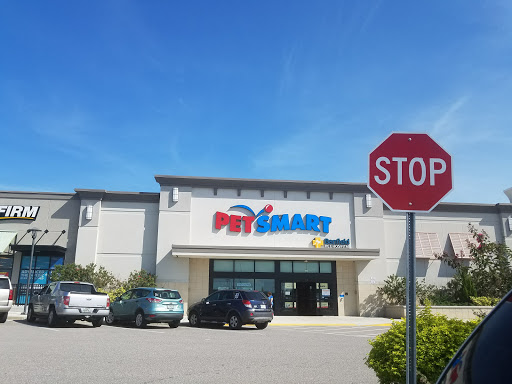 FIRM
PETSMART
Banfield
STOP